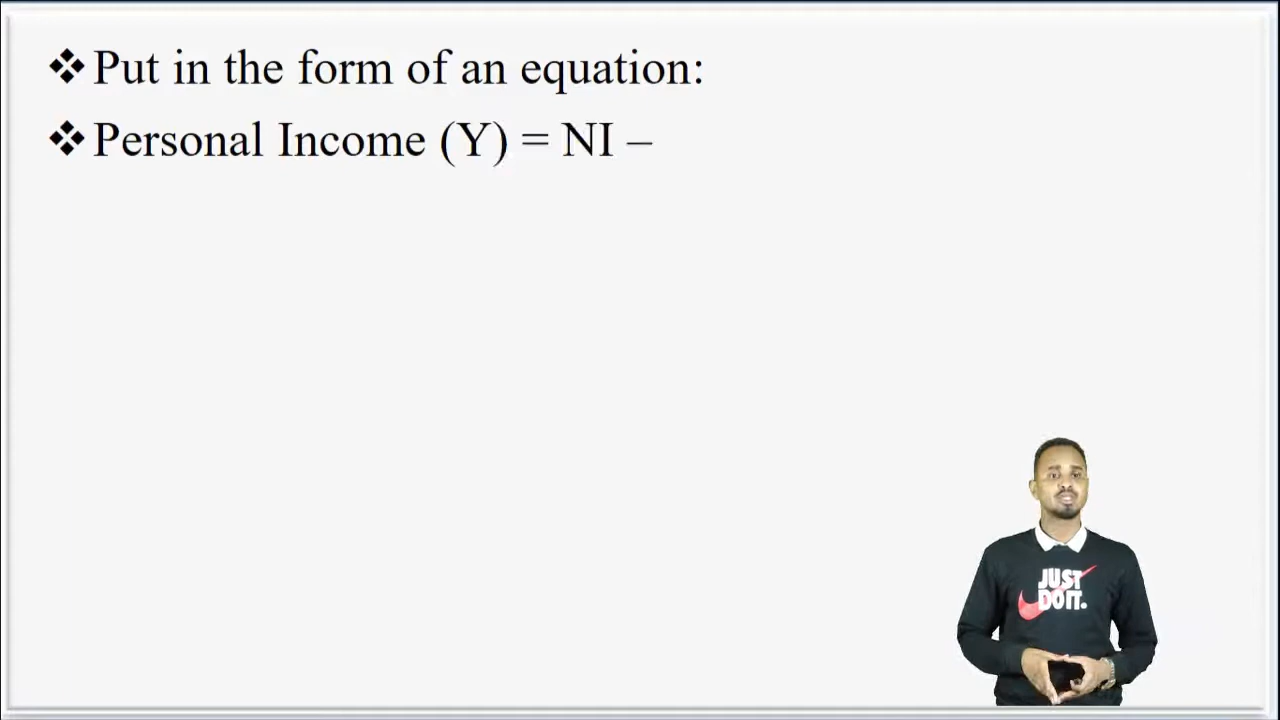 ❖Put in the form of an equation:
❖Personal Income (Y) = NI –
JUST
DO IT.